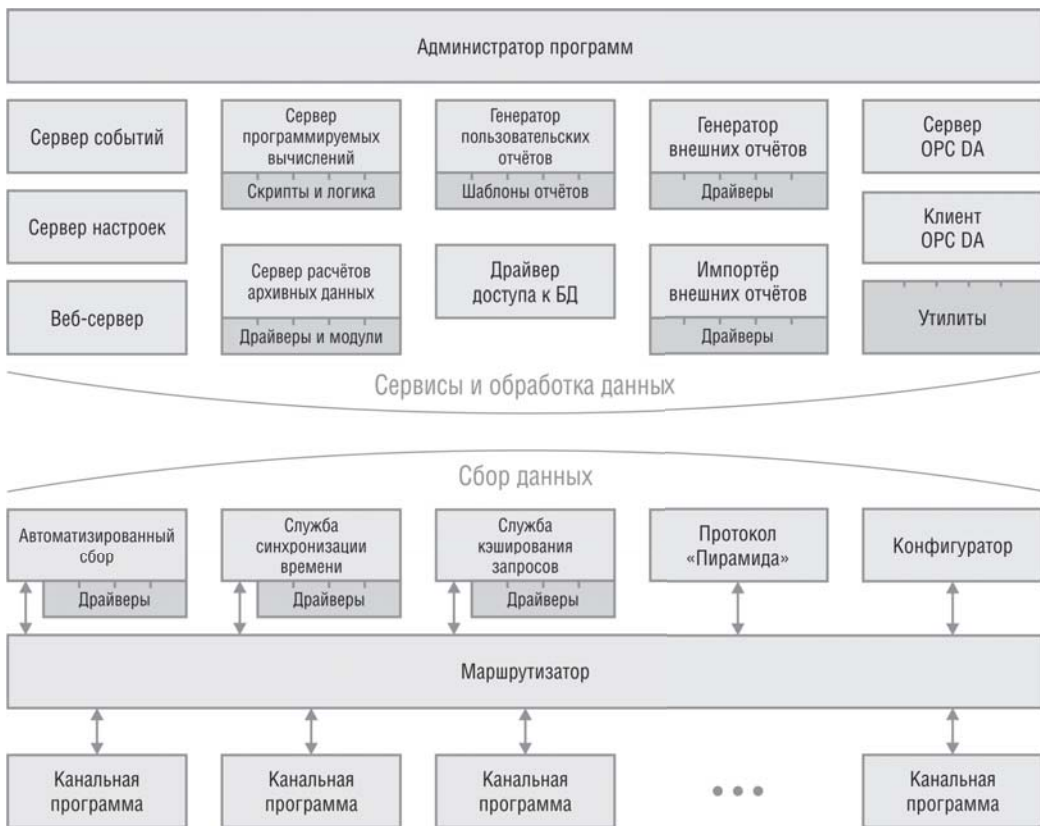 Администратор программ
Сервер событий
Сервер
программируемых
вычислений
Скрипты и логика
Генератор
пользовательских
отчётов
Шаблоны отчётов
Генератор
внешних отчётов
Драйверы
Сервер
OPC DA
Сервер настроек
Клиент
OPC DA
Веб-сервер
Сервер расчётов
архивных данных
Драйверы и модули
Драйвер
доступа к БД
Импортёр
внешних отчётов
Драйверы
Утилиты
Сервисы и обработка данных
Сбор данных
Автоматизированный
сбор
Драйверы
Служба
синхронизации
времени
Драйверы
Служба
кэширования
запросов
Драйверы
Протокол
«Пирамида»
Конфигуратор
Маршрутизатор
Канальная
программа
Канальная
программа
Канальная
программа
• • •
Канальная
программа